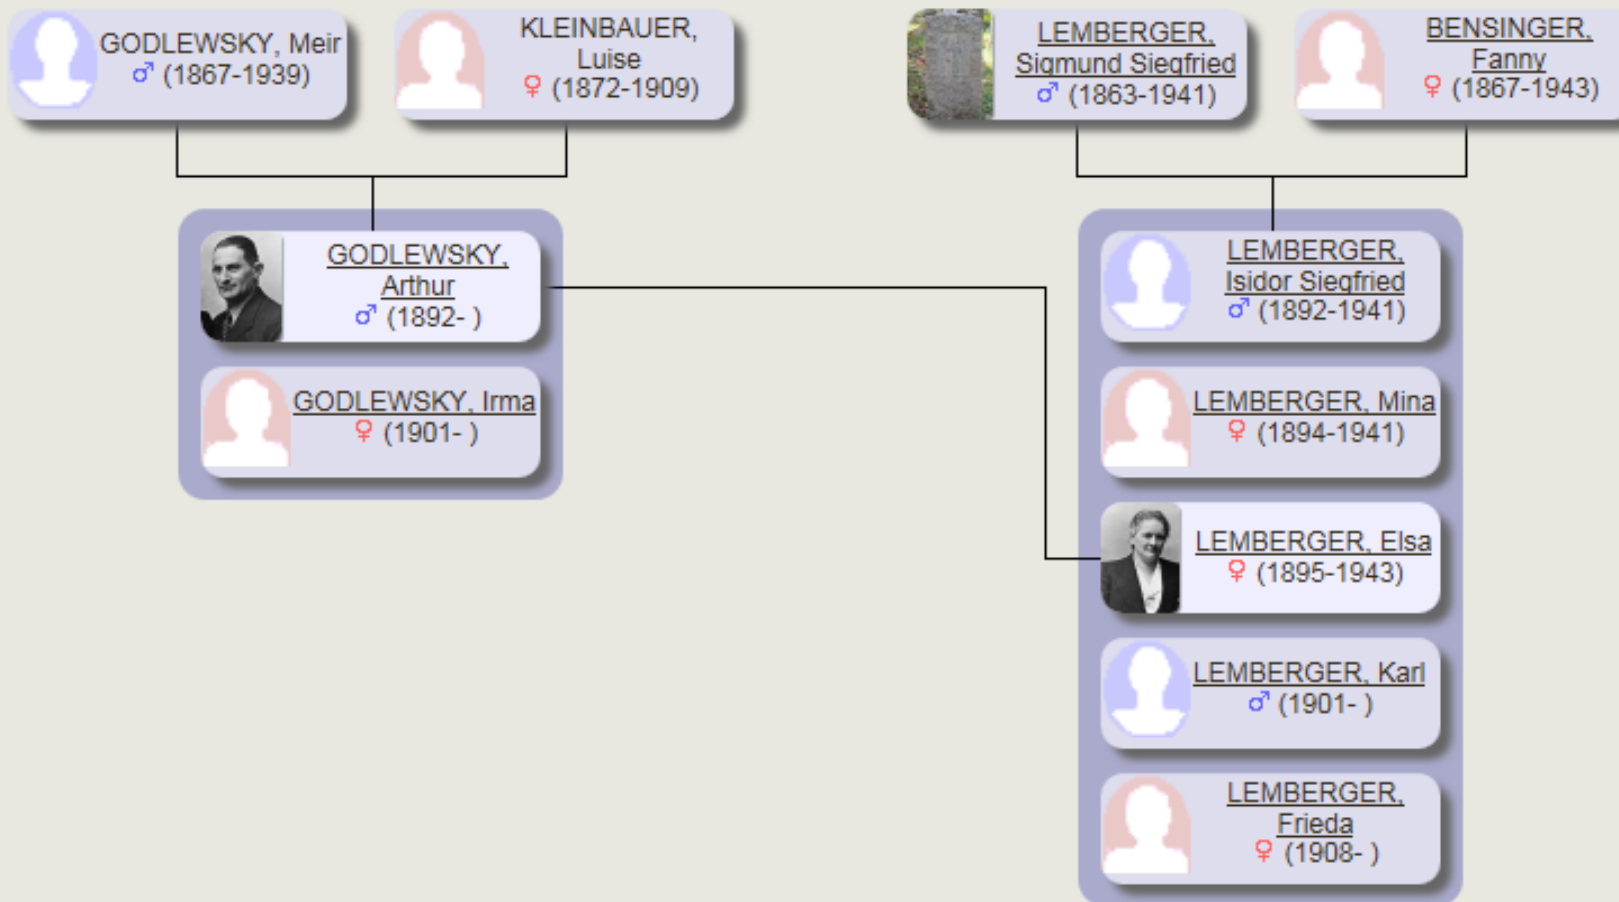 GODLEWSKY, Meir
♂ (1867-1939)
KLEINBAUER,
Luise
♀ (1872-1909)
LEMBERGER,
Sigmund Siegfried
♂ (1863-1941)
BENSINGER,
Fanny
♀ (1867-1943)
GODLEWSKY,
Arthur
♂ (1892- )
GODLEWSKY, Irma
♀ (1901- )
LEMBERGER,
Isidor Siegfried
♂ (1892-1941)
LEMBERGER, Mina
♀ (1894-1941)
LEMBERGER, Elsa
♀ (1895-1943)
LEMBERGER, Karl
♂ (1901- )
LEMBERGER,
Frieda
♀ (1908- )